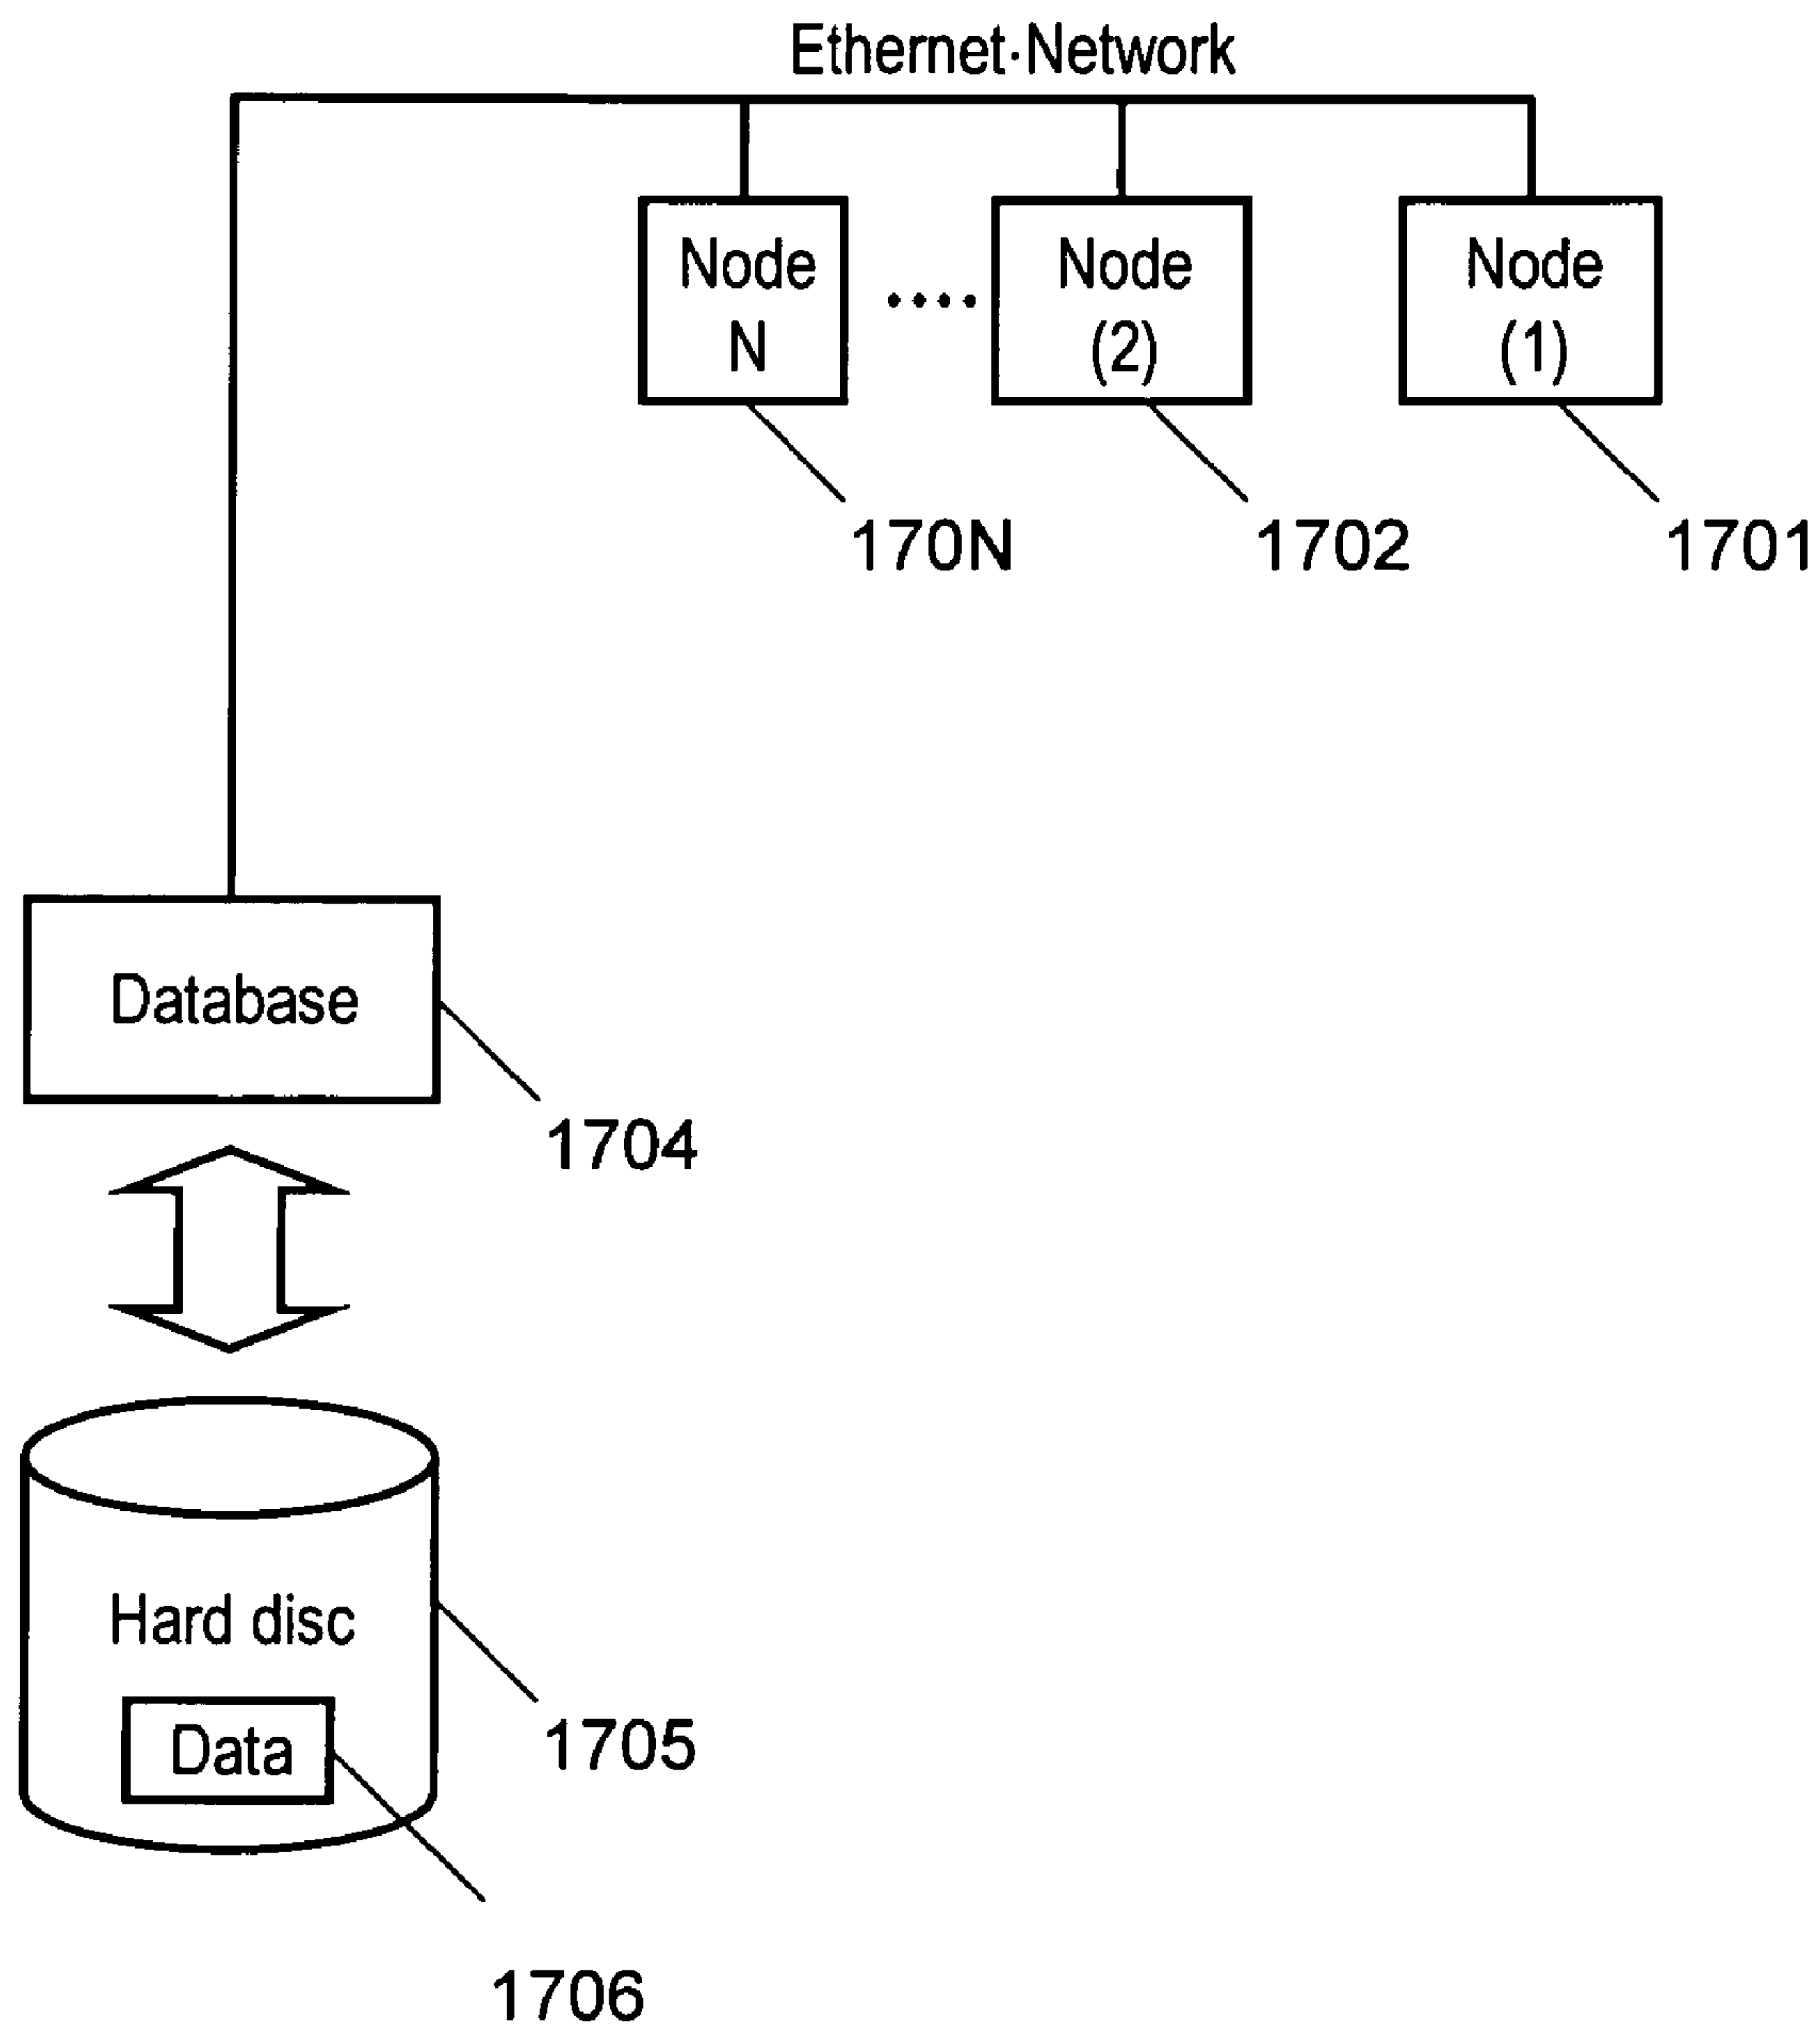 Ethernet·Network
Node
N
....
Node
(2)
Node
(1)
170N
1702
1701
Database
1704
Hard disc
Data
1705
1706